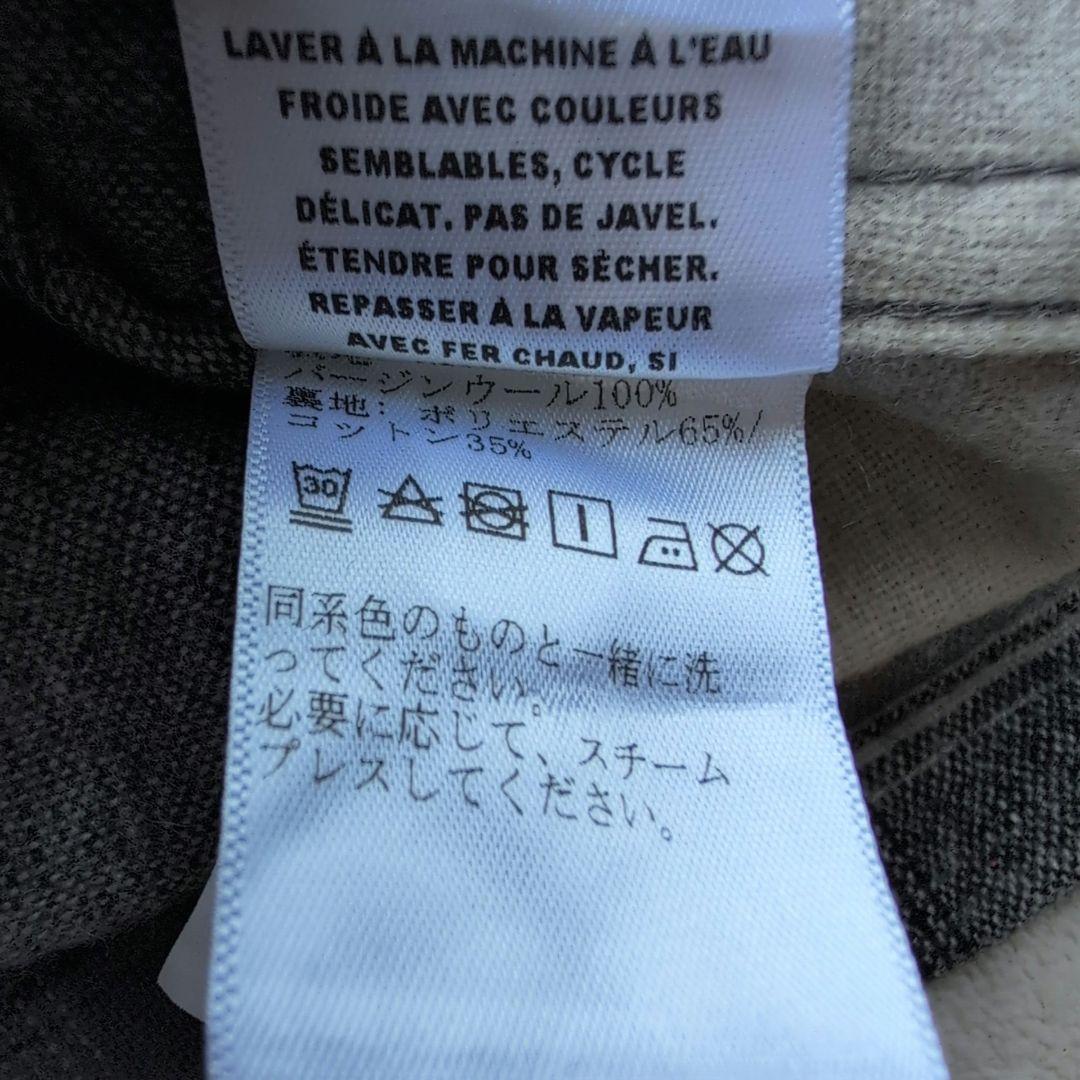 LAVER À LA MACHINE À L'EAU
FROIDE AVEC COULEURS
SEMBLABLES, CYCLE
DÉLICAT. PAS DE JAVEL.
ÉTENDRE POUR SÉCHER.
REPASSER À LA VAPEUR
AVEC FER CHAUD, SI
バージンウール100%
裏地: ポリエステル65%/
コットン35%
30
同系色のものと一緒に洗
ってください。
必要に応じて、スチーム
プレスしてください。